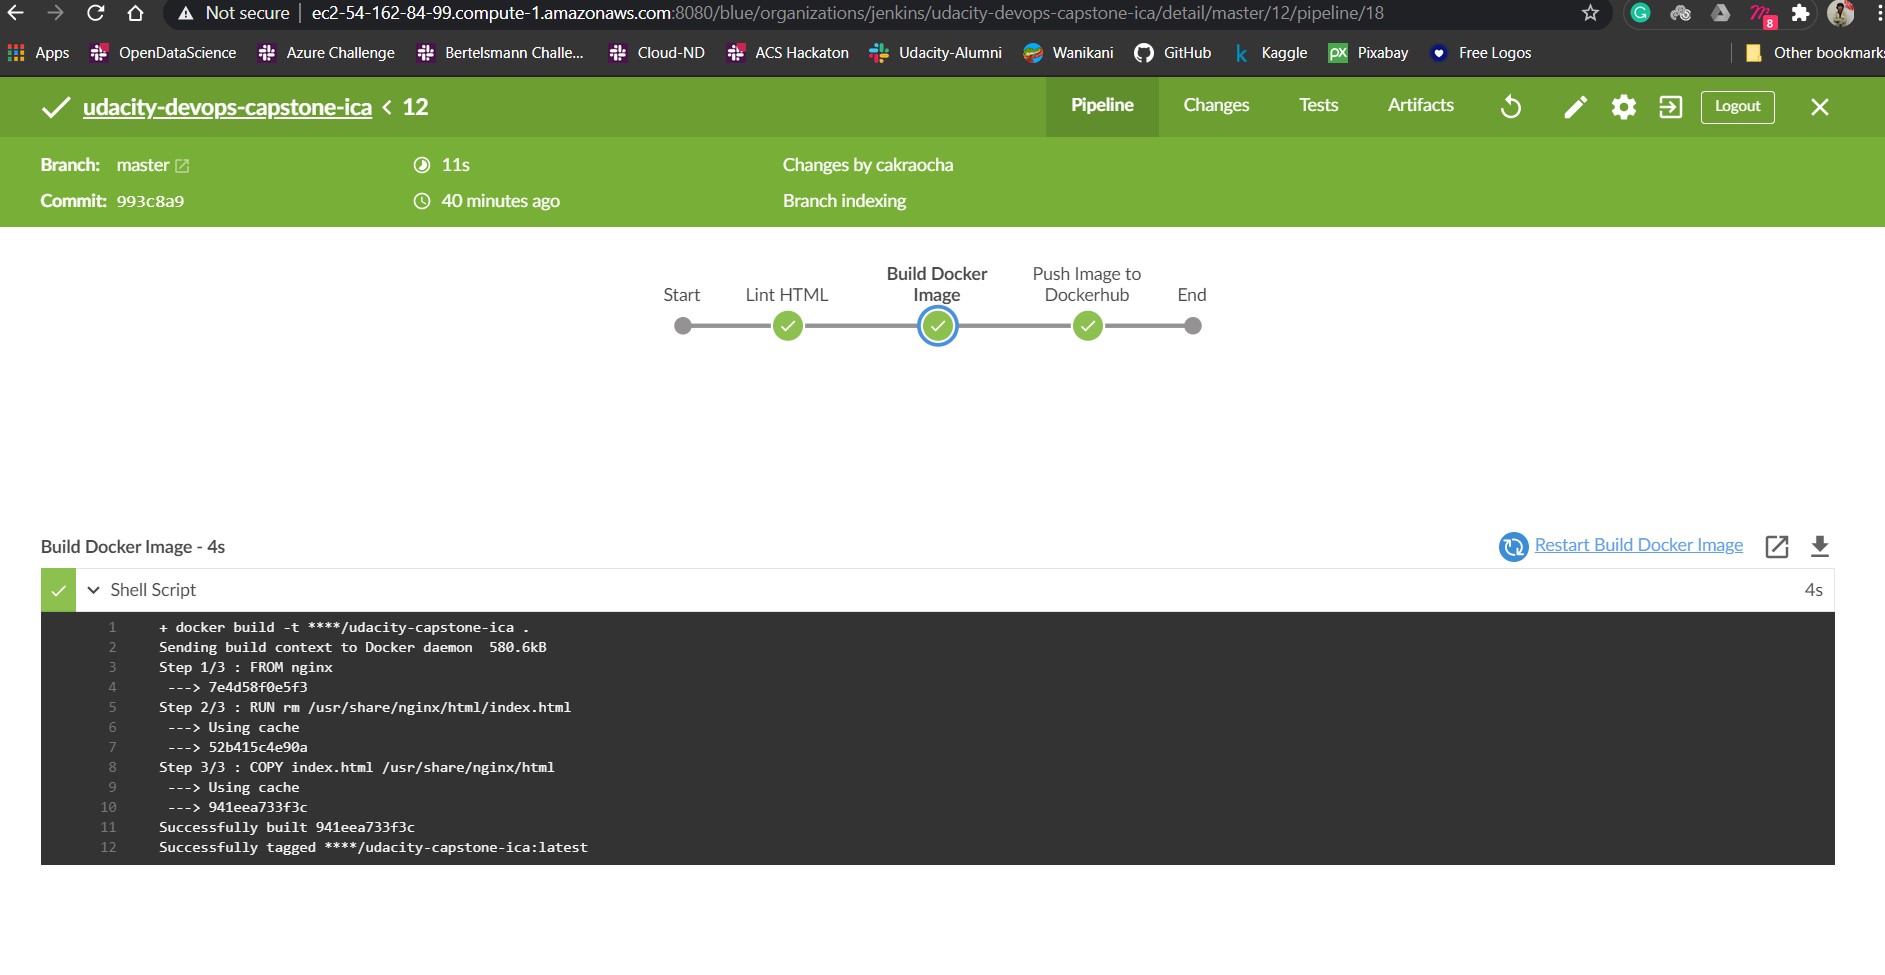 Not secure | ec2-54-162-84-99.compute-1.amazonaws.com:8080/blue/organizations/jenkins/udacity-devops-capstone-ica/detail/master/12/pipeline/18
8
Apps OpenDataScience Azure Challenge Bertelsmann Challe... Cloud-ND ACS Hackaton Udacity-Alumni Wanikani GitHub Kaggle Pixabay Free Logos Other bookmarks
udacity-devops-capstone-ica < 12 Pipeline Changes Tests Artifacts Logout
Branch: master 11s Changes by cakraocha
Commit: 993c8a9 40 minutes ago Branch indexing
Start Lint HTML Build Docker Image Push Image to Dockerhub End
Build Docker Image - 4s Restart Build Docker Image
Shell Script 4s
1 + docker build -t ****/udacity-capstone-ica .
2 Sending build context to Docker daemon  580.6kB
3 Step 1/3 : FROM nginx
4 ---> 7e4d58f0e5f3
5 Step 2/3 : RUN rm /usr/share/nginx/html/index.html
6 ---> Using cache
7 ---> 52b415c4e90a
8 Step 3/3 : COPY index.html /usr/share/nginx/html
9 ---> Using cache
10 ---> 941eea733f3c
11 Successfully built 941eea733f3c
12 Successfully tagged ****/udacity-capstone-ica:latest